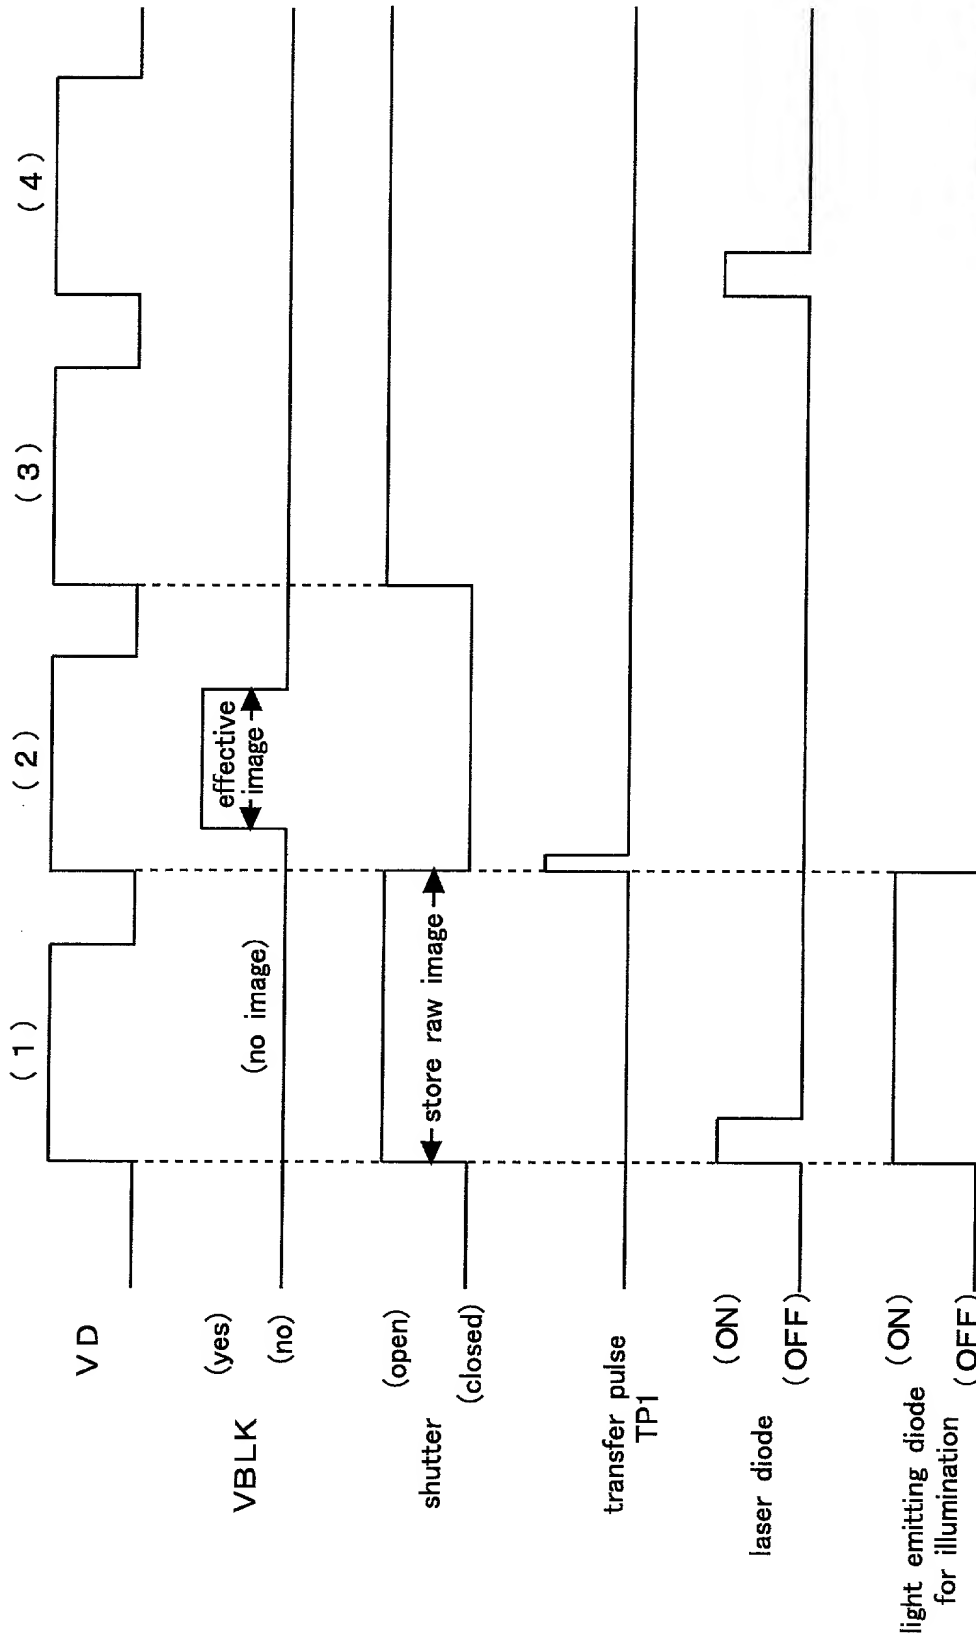 (1)
(2)
(3)
(4)
VD
VBLK
(yes)
(no)
(no image)
effective
image
shutter
(open)
(closed)
store raw image
transfer pulse
TP1
laser diode
(ON)
(OFF)
light emitting diode
for illumination
(ON)
(OFF)